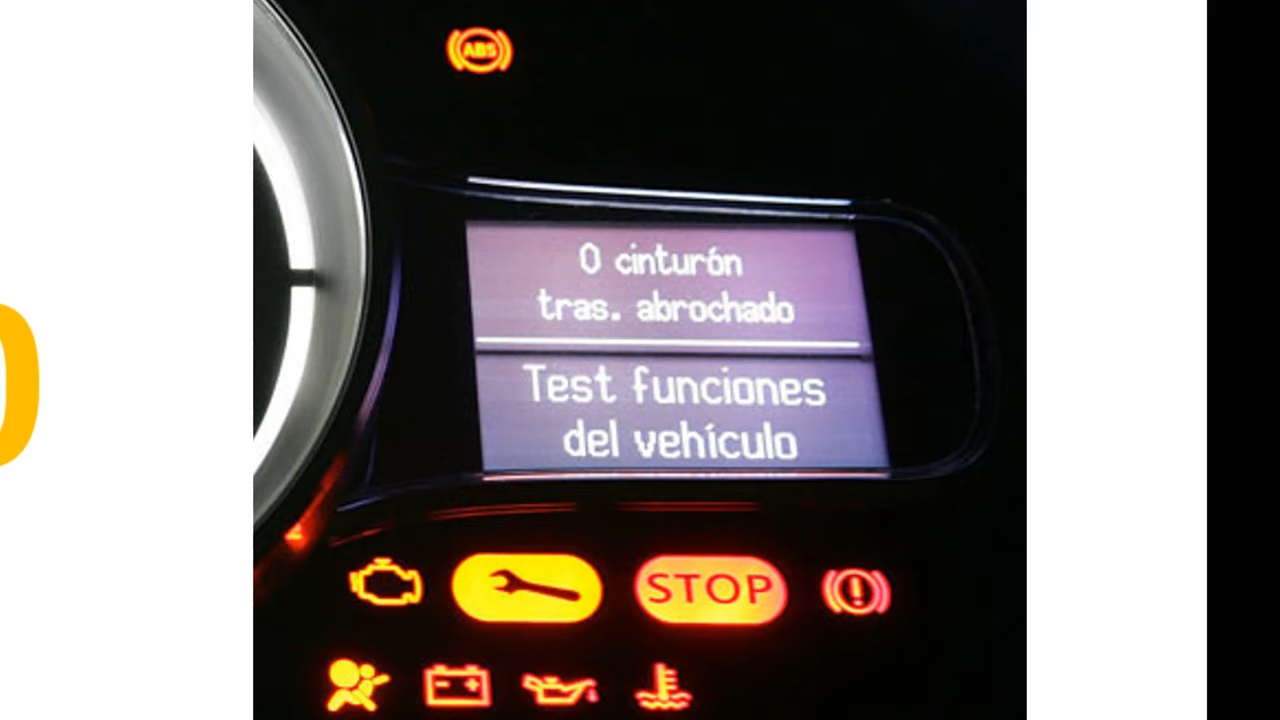 ABS
0 cinturón
tras. abrochado
Test funciones
del vehículo
STOP